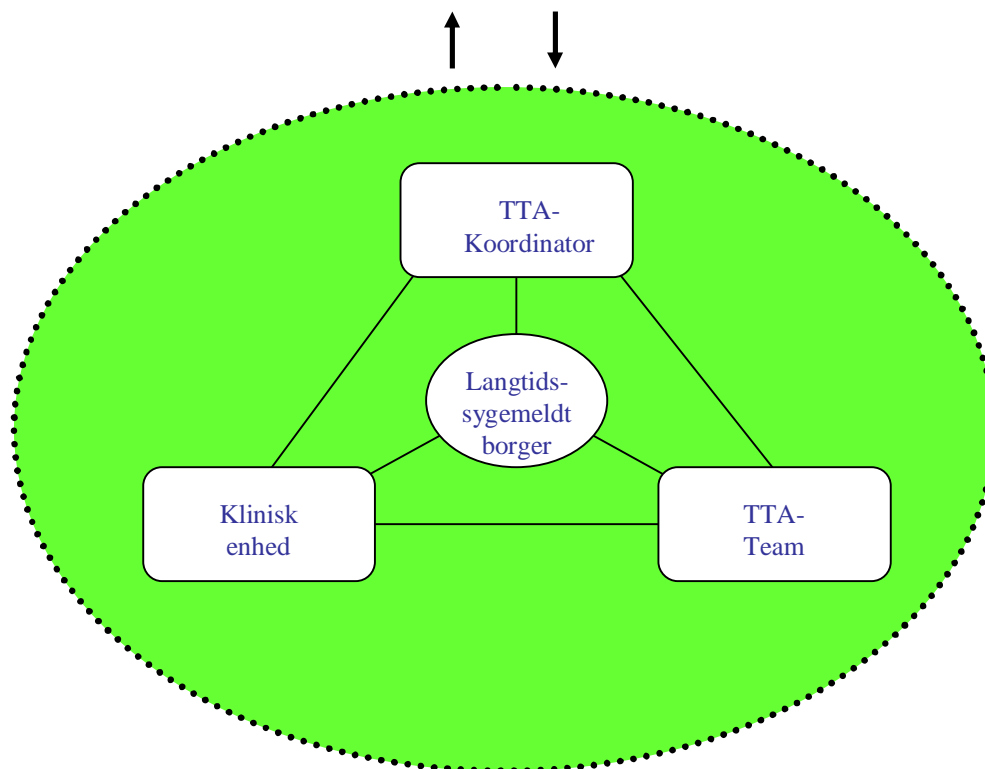 TTA-
Koordinator
Langtids-
sygemeldt
borger
Klinisk
enhed
TTA-
Team